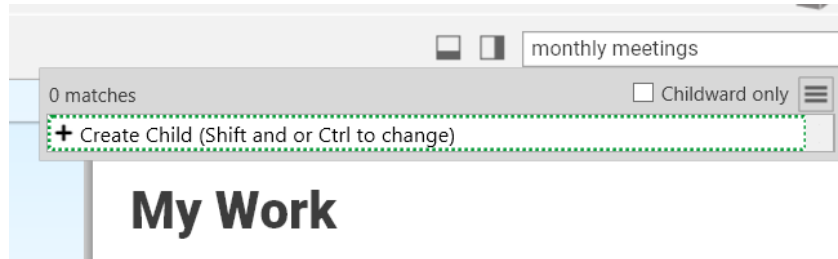 monthly meetings
0 matches Childward only
Create Child (Shift and or Ctrl to change)
My Work